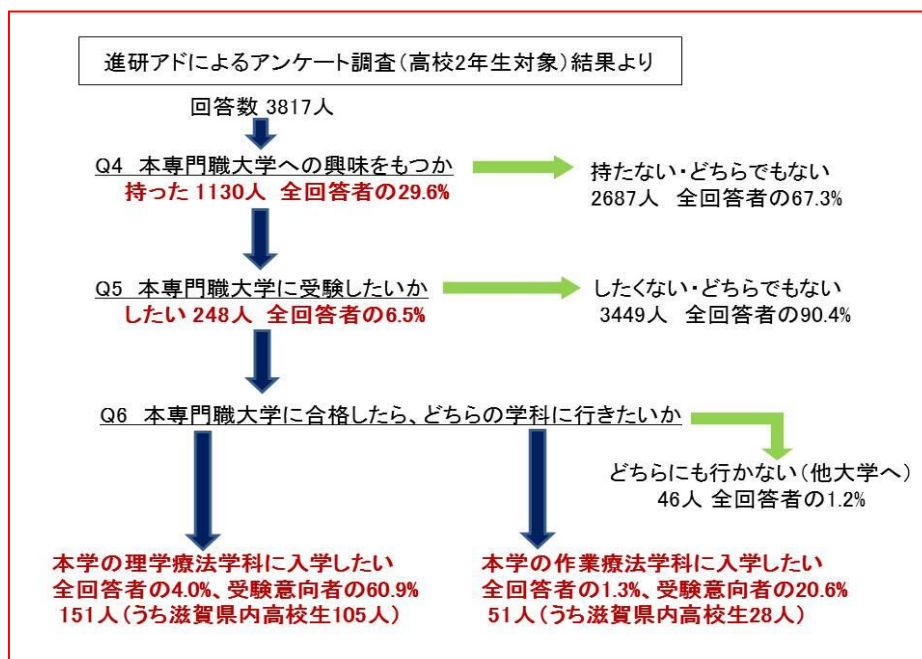 進研アドによるアンケート調査(高校2年生対象)結果より
回答数 3817人
Q4 本専門職大学への興味をもつか
持った 1130人 全回答者の29.6%
持たない・どちらでもない
2687人 全回答者の67.3%
Q5 本専門職大学に受験したいか
したい 248人 全回答者の6.5%
したくない・どちらでもない
3449人 全回答者の90.4%
Q6 本専門職大学に合格したら、どちらの学科に行きたいか
どちらにも行かない(他大学へ)
46人 全回答者の1.2%
本学の理学療法学科に入学したい
全回答者の4.0%、受験意向者の60.9%
151人(うち滋賀県内高校生105人)
本学の作業療法学科に入学したい
全回答者の1.3%、受験意向者の20.6%
51人(うち滋賀県内高校生28人)